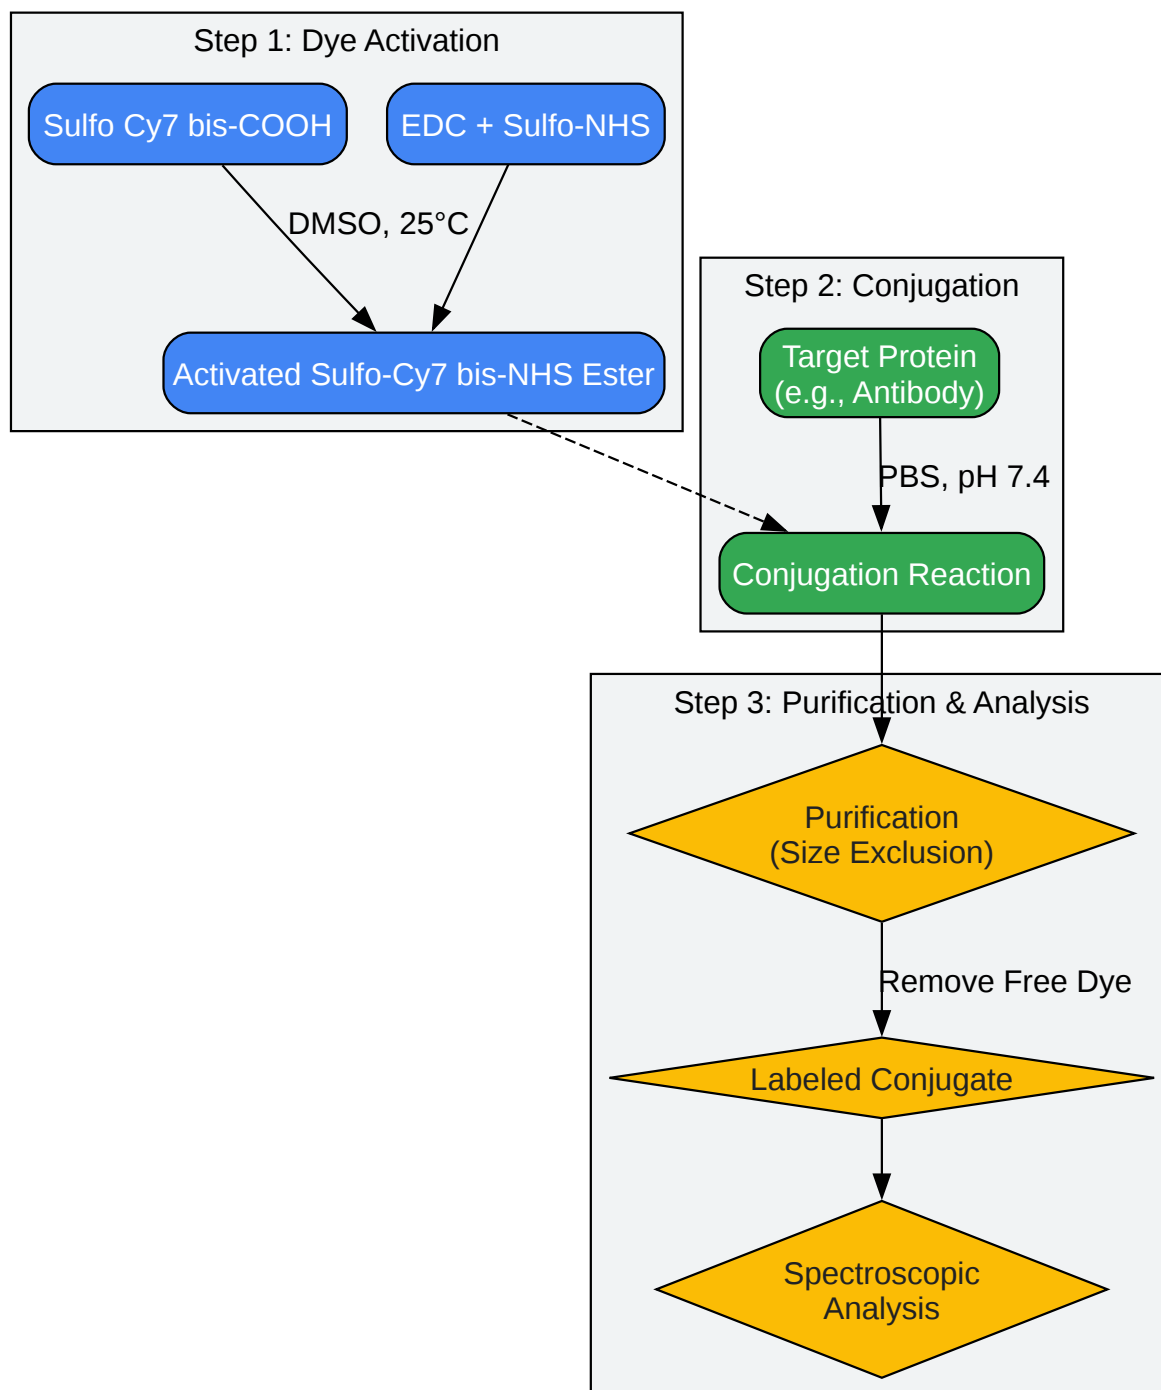 Step 1: Dye Activation
Sulfo Cy7 bis-COOH
EDC + Sulfo-NHS
DMSO, 25°C
Activated Sulfo-Cy7 bis-NHS Ester
Step 2: Conjugation
Target Protein
(e.g., Antibody)
PBS, pH 7.4
Conjugation Reaction
Step 3: Purification & Analysis
Purification
(Size Exclusion)
Remove Free Dye
Labeled Conjugate
Spectroscopic
Analysis